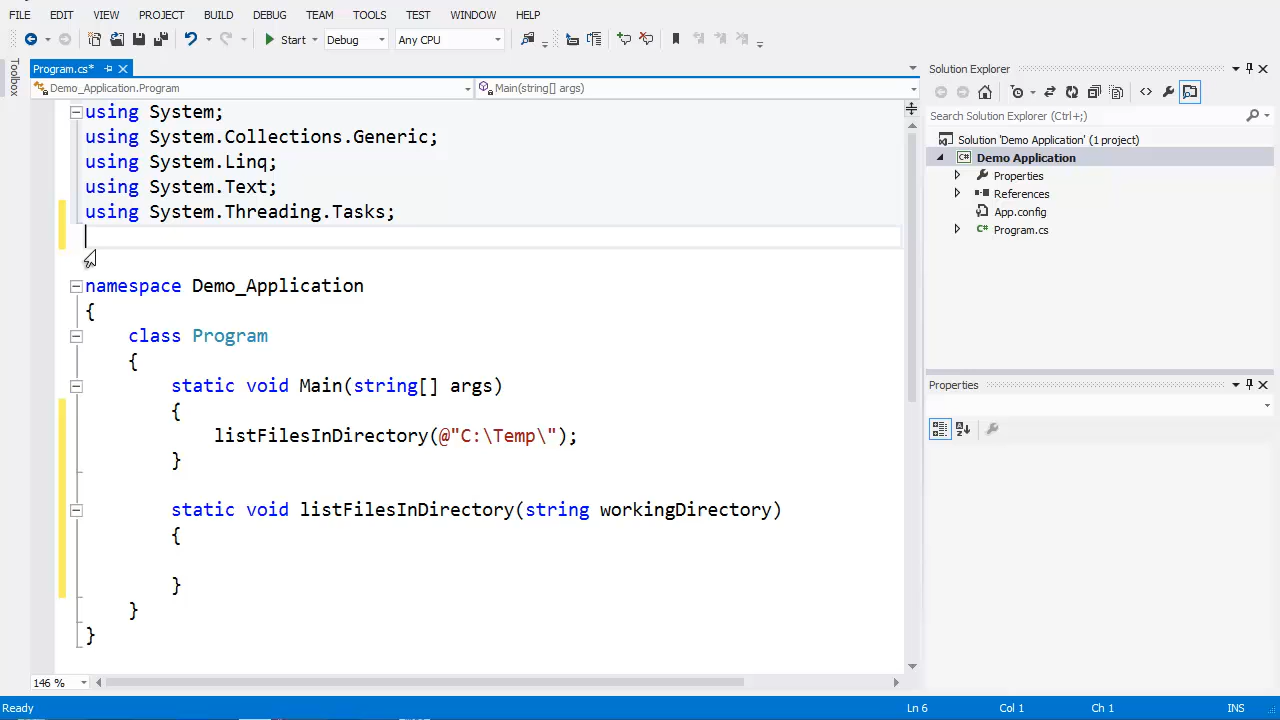 FILE EDIT VIEW PROJECT BUILD DEBUG TEAM TOOLS TEST WINDOW HELP
Start Debug Any CPU
Toolbox
Program.cs*
Demo_Application.Program Main(string[] args)
using System;
using System.Collections.Generic;
using System.Linq;
using System.Text;
using System.Threading.Tasks;
namespace Demo_Application
{
class Program
{
static void Main(string[] args)
{
listFilesInDirectory(@"C:\Temp\");
}
static void listFilesInDirectory(string workingDirectory)
{
}
}
}
146 %
Solution Explorer
Search Solution Explorer (Ctrl+;)
Solution 'Demo Application' (1 project)
C# Demo Application
Properties
References
App.config
C# Program.cs
Properties
Ready Ln 6 Col 1 Ch 1 INS